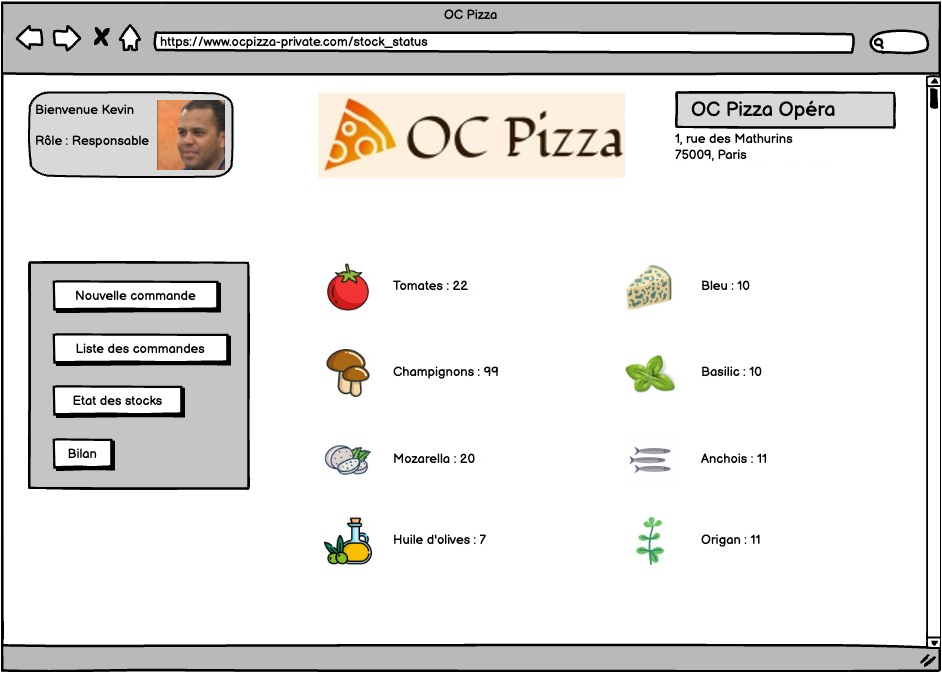 OC Pizza
https://www.ocpizza-private.com/stock_status
Bienvenue Kevin
Rôle : Responsable
OC Pizza
OC Pizza Opéra
1, rue des Mathurins
75009, Paris
Nouvelle commande
Liste des commandes
Etat des stocks
Bilan
Tomates : 22
Bleu : 10
Champignons : 99
Basilic : 10
Mozarella : 20
Anchois : 11
Huile d'olives : 7
Origan : 11